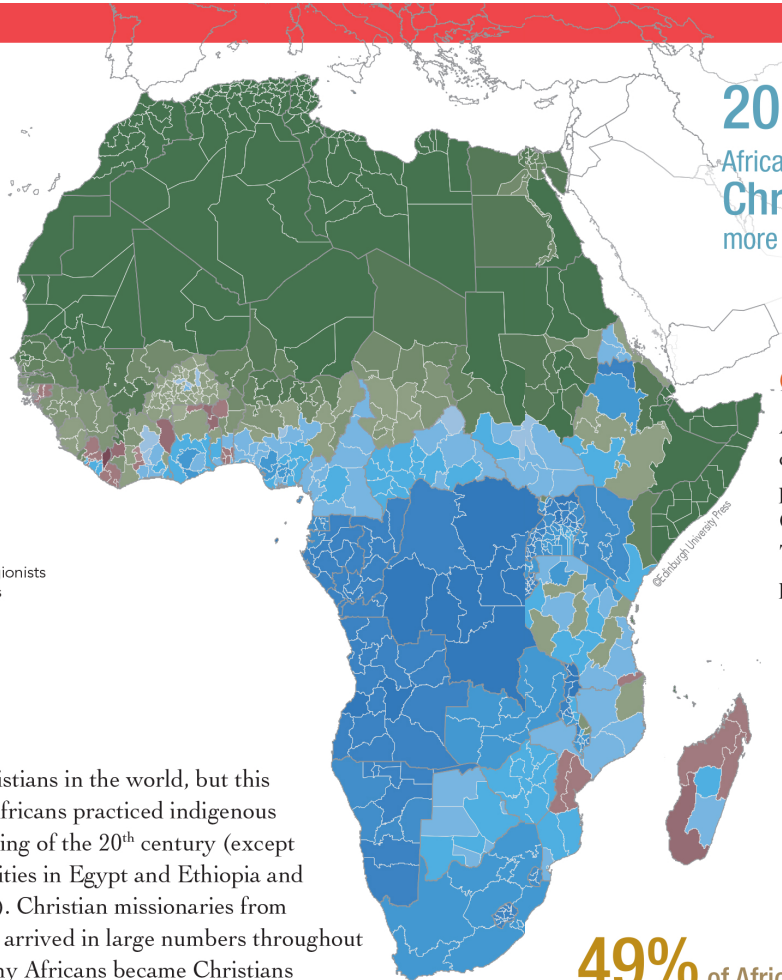 20
Africa
Chr
more
©Edinburgh University Press
ionists
s
istians in the world, but this
fricans practiced indigenous
ing of the 20th century (except
ities in Egypt and Ethiopia and
). Christian missionaries from
arrived in large numbers throughout
ny Africans became Christians
49% of Afric